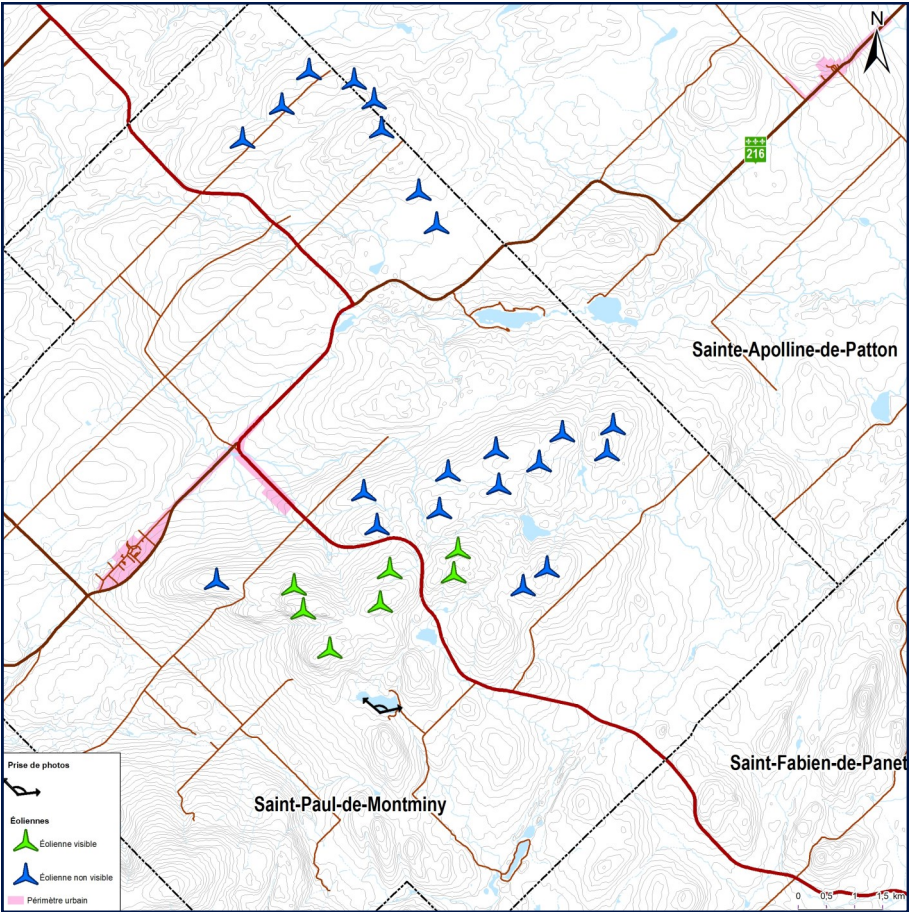 N
216
Sainte-Apolline-de-Patton
Saint-Fabien-de-Panet
Saint-Paul-de-Montminy
Prise de photos
Éoliennes
Éolienne visible
Éolienne non visible
Périmètre urbain
0 0,5 1 1,5 km